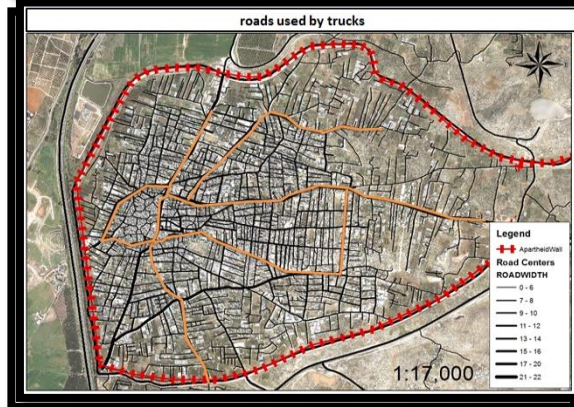 roads used by trucks
Legend
ApartheidWall
Road Centers
ROADWIDTH
0 - 6
7 - 8
9 - 10
11 - 12
13 - 14
15 - 16
17 - 20
21 - 22
1:17,000